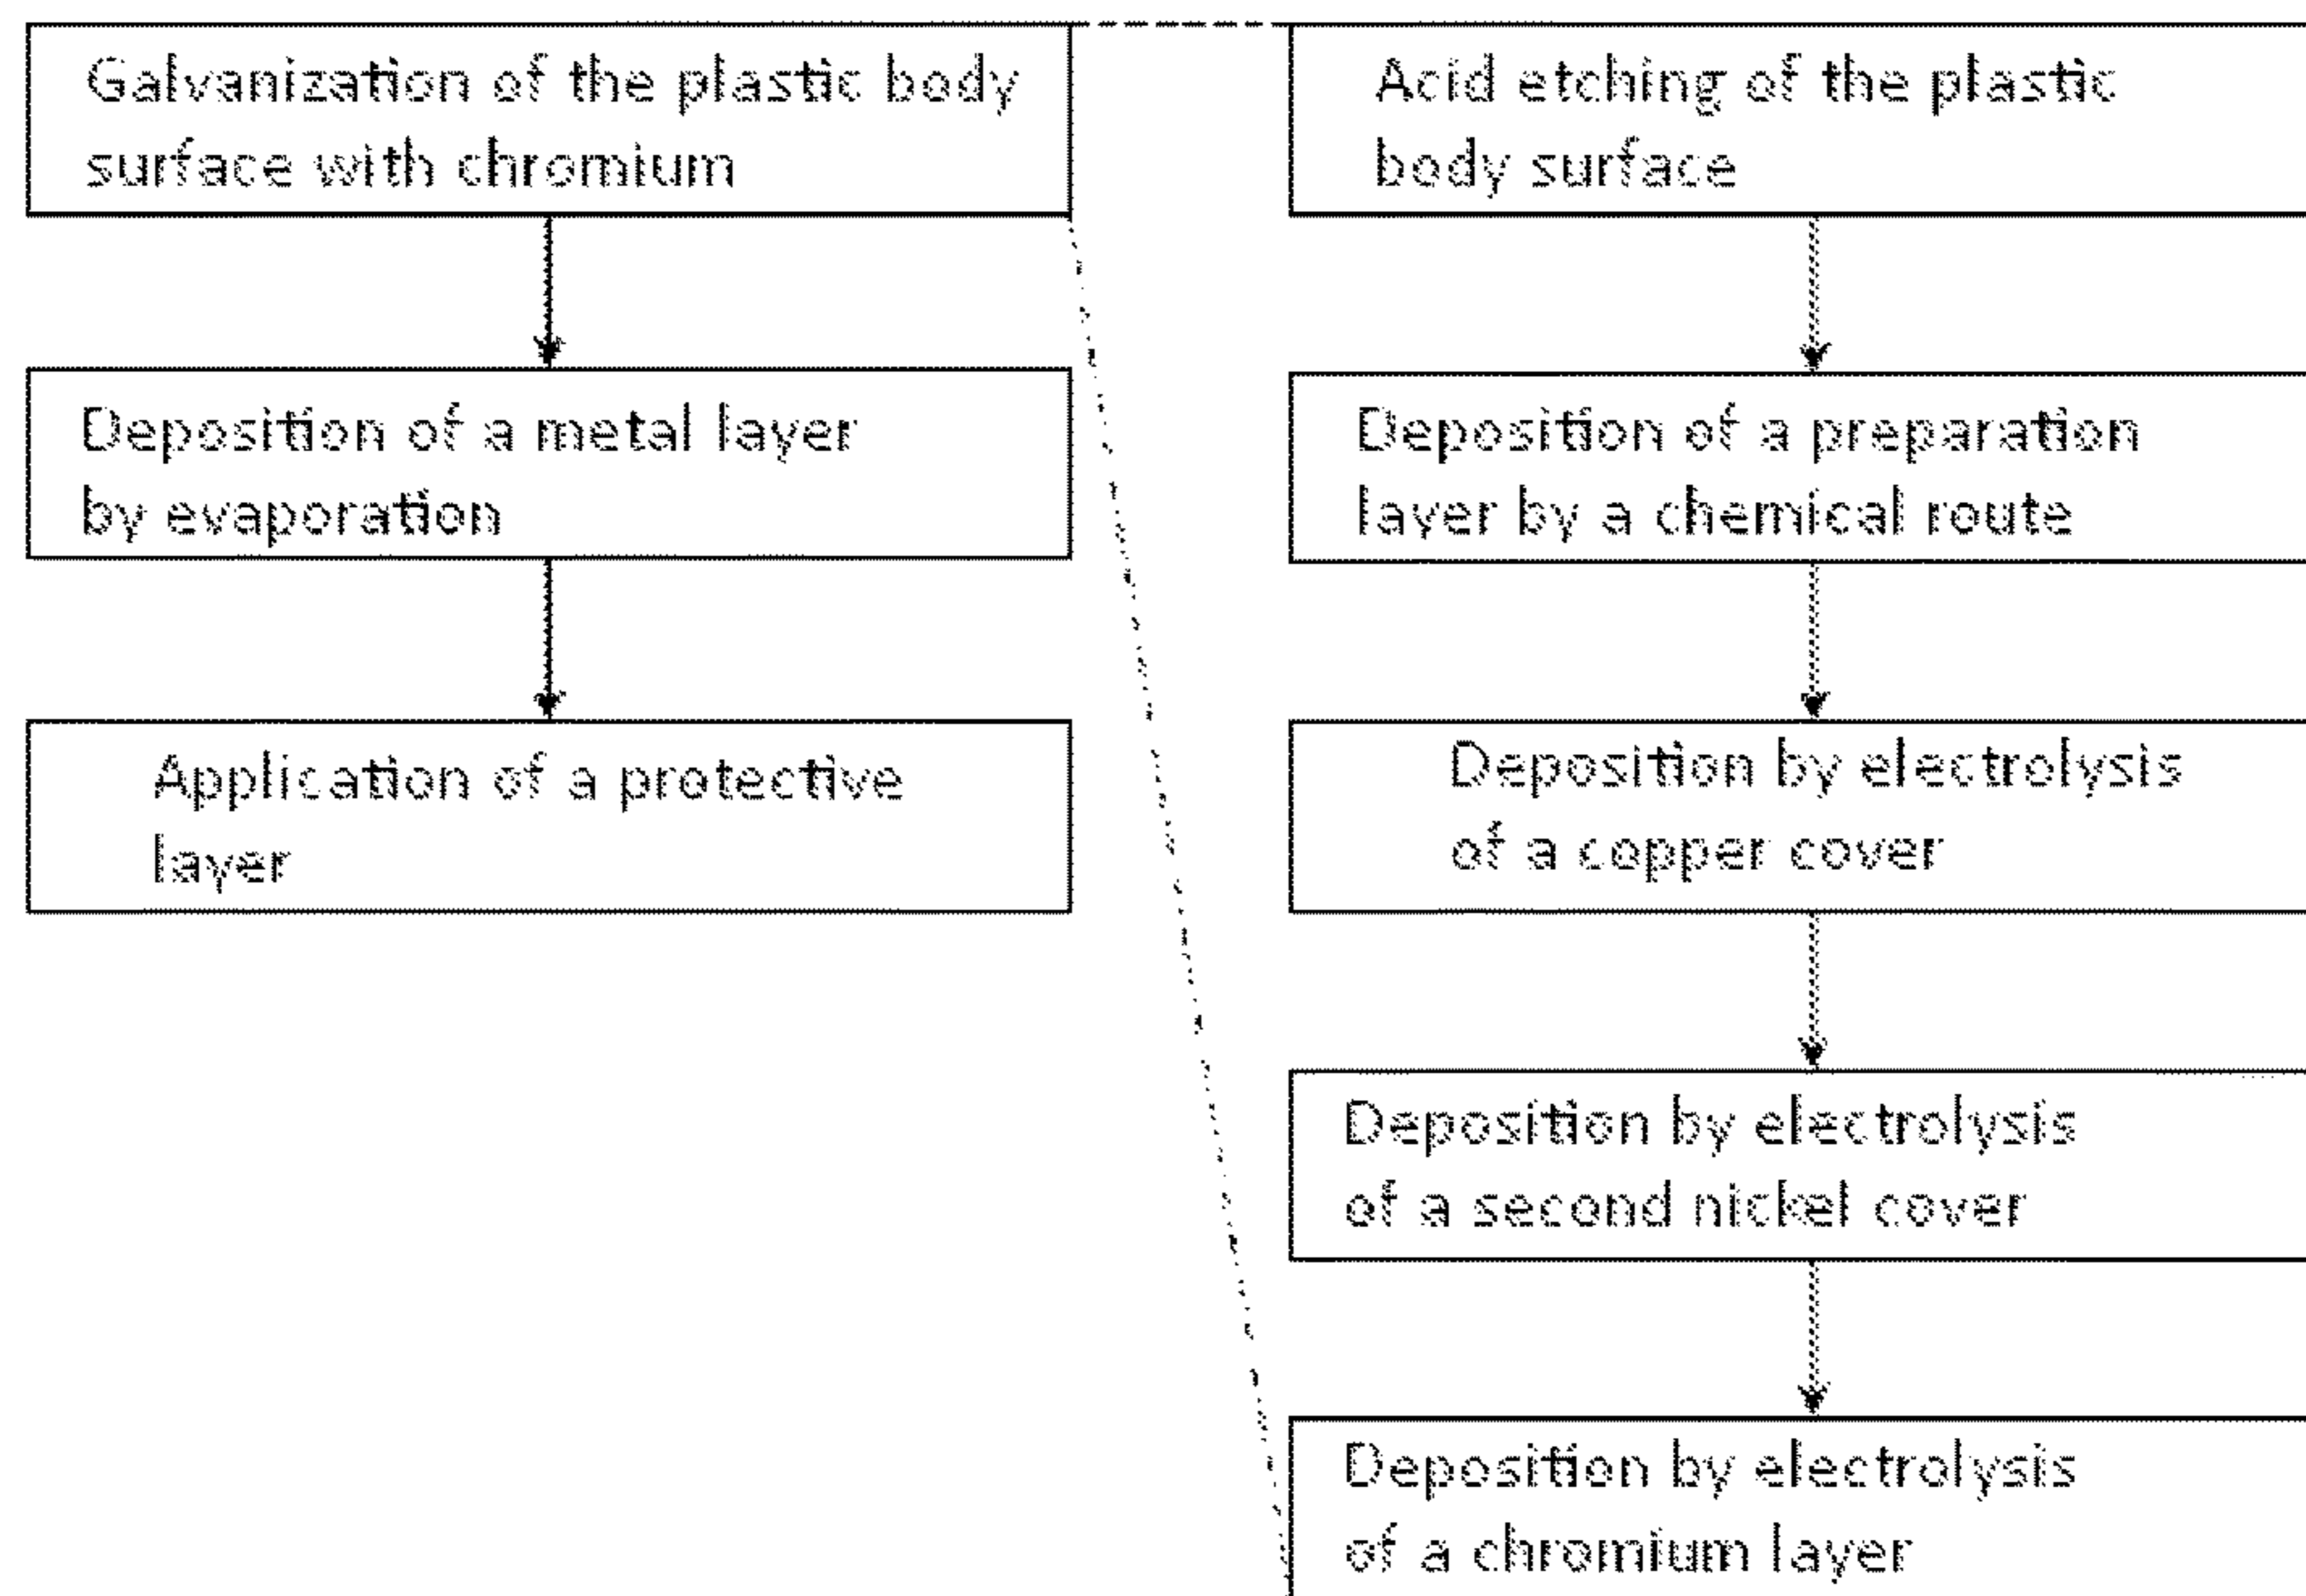 Galvanization of the plastic body
surface with chromium
Deposition of a metal layer
by evaporation
Application of a protective
layer
Acid etching of the plastic
body surface
Deposition of a preparation
layer by a chemical route
Deposition by electrolysis
of a copper cover
Deposition by electrolysis
of a second nickel cover
Deposition by electrolysis
of a chromium layer